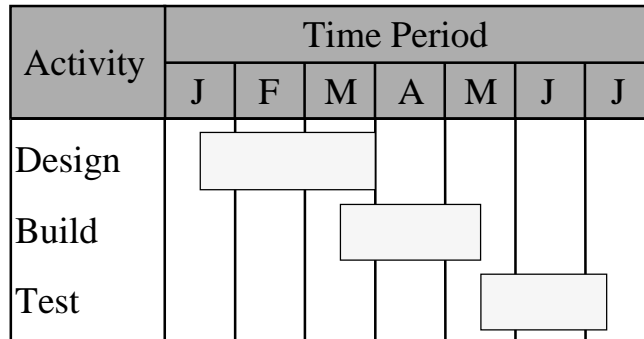 Activity
Time Period
J F M A M J J
Design
Build
Test